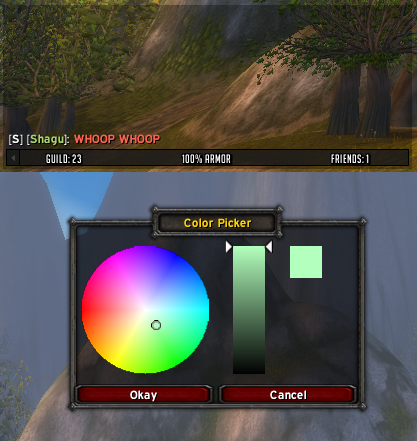 [S] [Shagu]: WHOOP WHOOP
GUILD: 23 100% ARMOR FRIENDS: 1
Color Picker
Okay Cancel